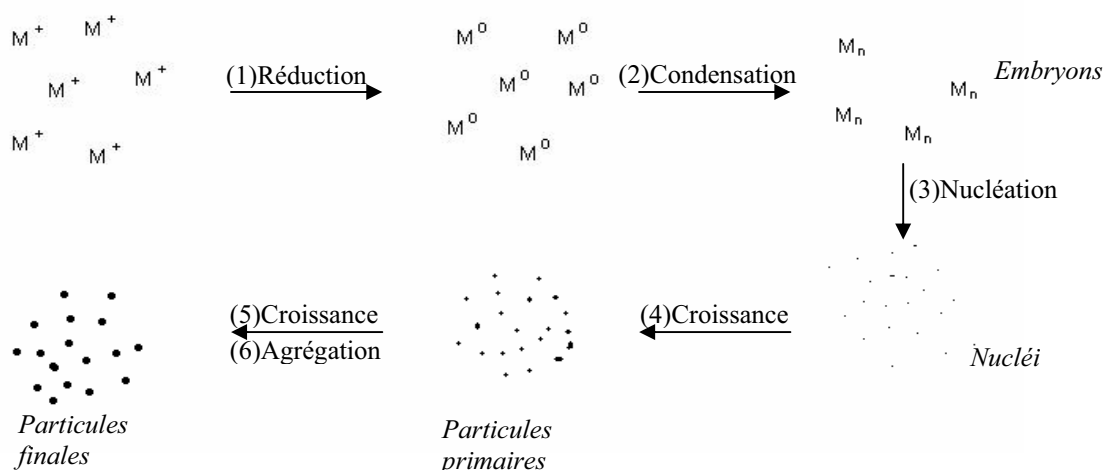 M⁺ M⁺
M⁺ M⁺
M⁺ M⁺
(1)Réduction
M⁰ M⁰
M⁰ M⁰
M⁰ M⁰
(2)Condensation
Mₙ
Mₙ
Mₙ Mₙ
Embryons
(3)Nucléation
Nucléi
(4)Croissance
Particules
primaires
(5)Croissance
(6)Agrégation
Particules
finales